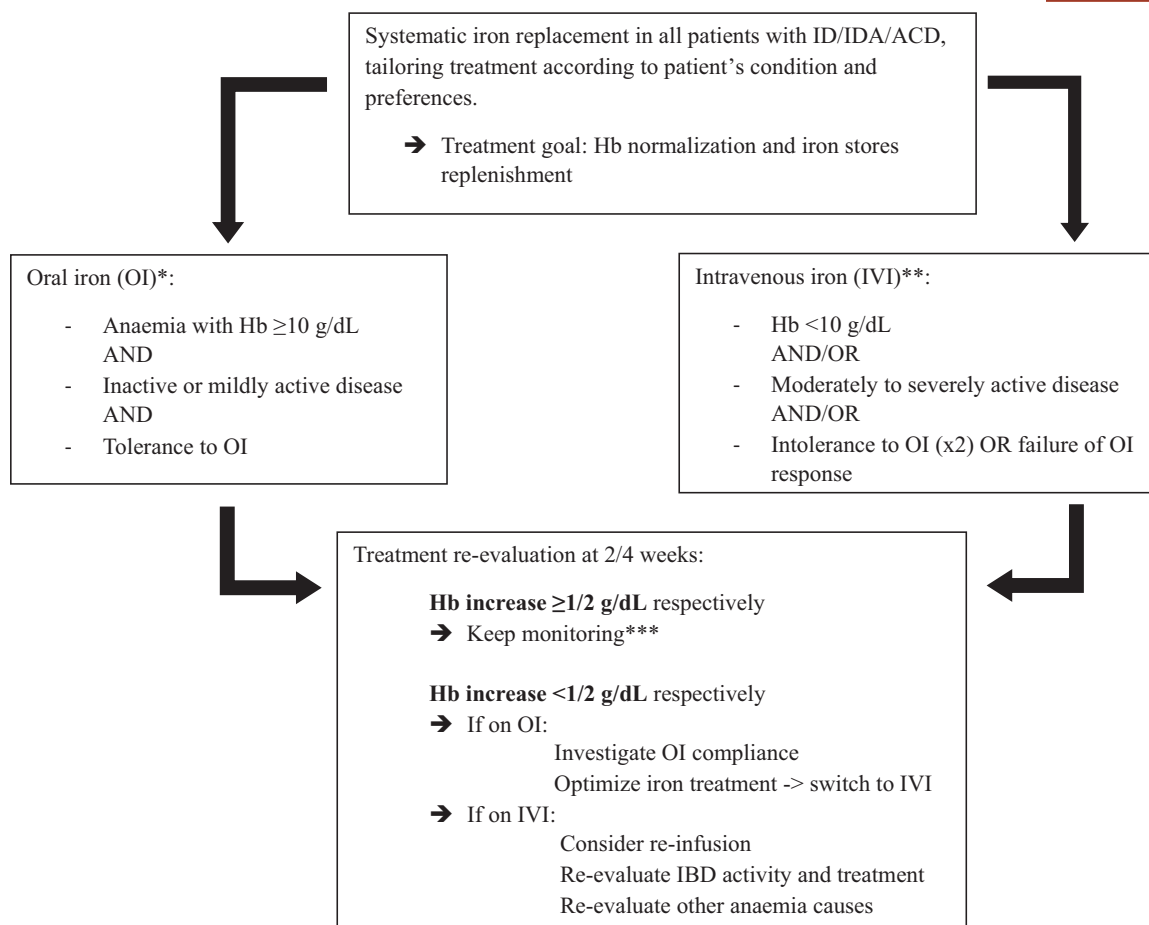 Systematic iron replacement in all patients with ID/IDA/ACD,
tailoring treatment according to patient’s condition and
preferences.
➔ Treatment goal: Hb normalization and iron stores
replenishment
Oral iron (OI)*:
- Anaemia with Hb ≥10 g/dL
AND
- Inactive or mildly active disease
AND
- Tolerance to OI
Intravenous iron (IVI)**:
- Hb <10 g/dL
AND/OR
- Moderately to severely active disease
AND/OR
- Intolerance to OI (x2) OR failure of OI
response
Treatment re-evaluation at 2/4 weeks:
Hb increase ≥1/2 g/dL respectively
➔ Keep monitoring***
Hb increase <1/2 g/dL respectively
➔ If on OI:
Investigate OI compliance
Optimize iron treatment -> switch to IVI
➔ If on IVI:
Consider re-infusion
Re-evaluate IBD activity and treatment
Re-evaluate other anaemia causes